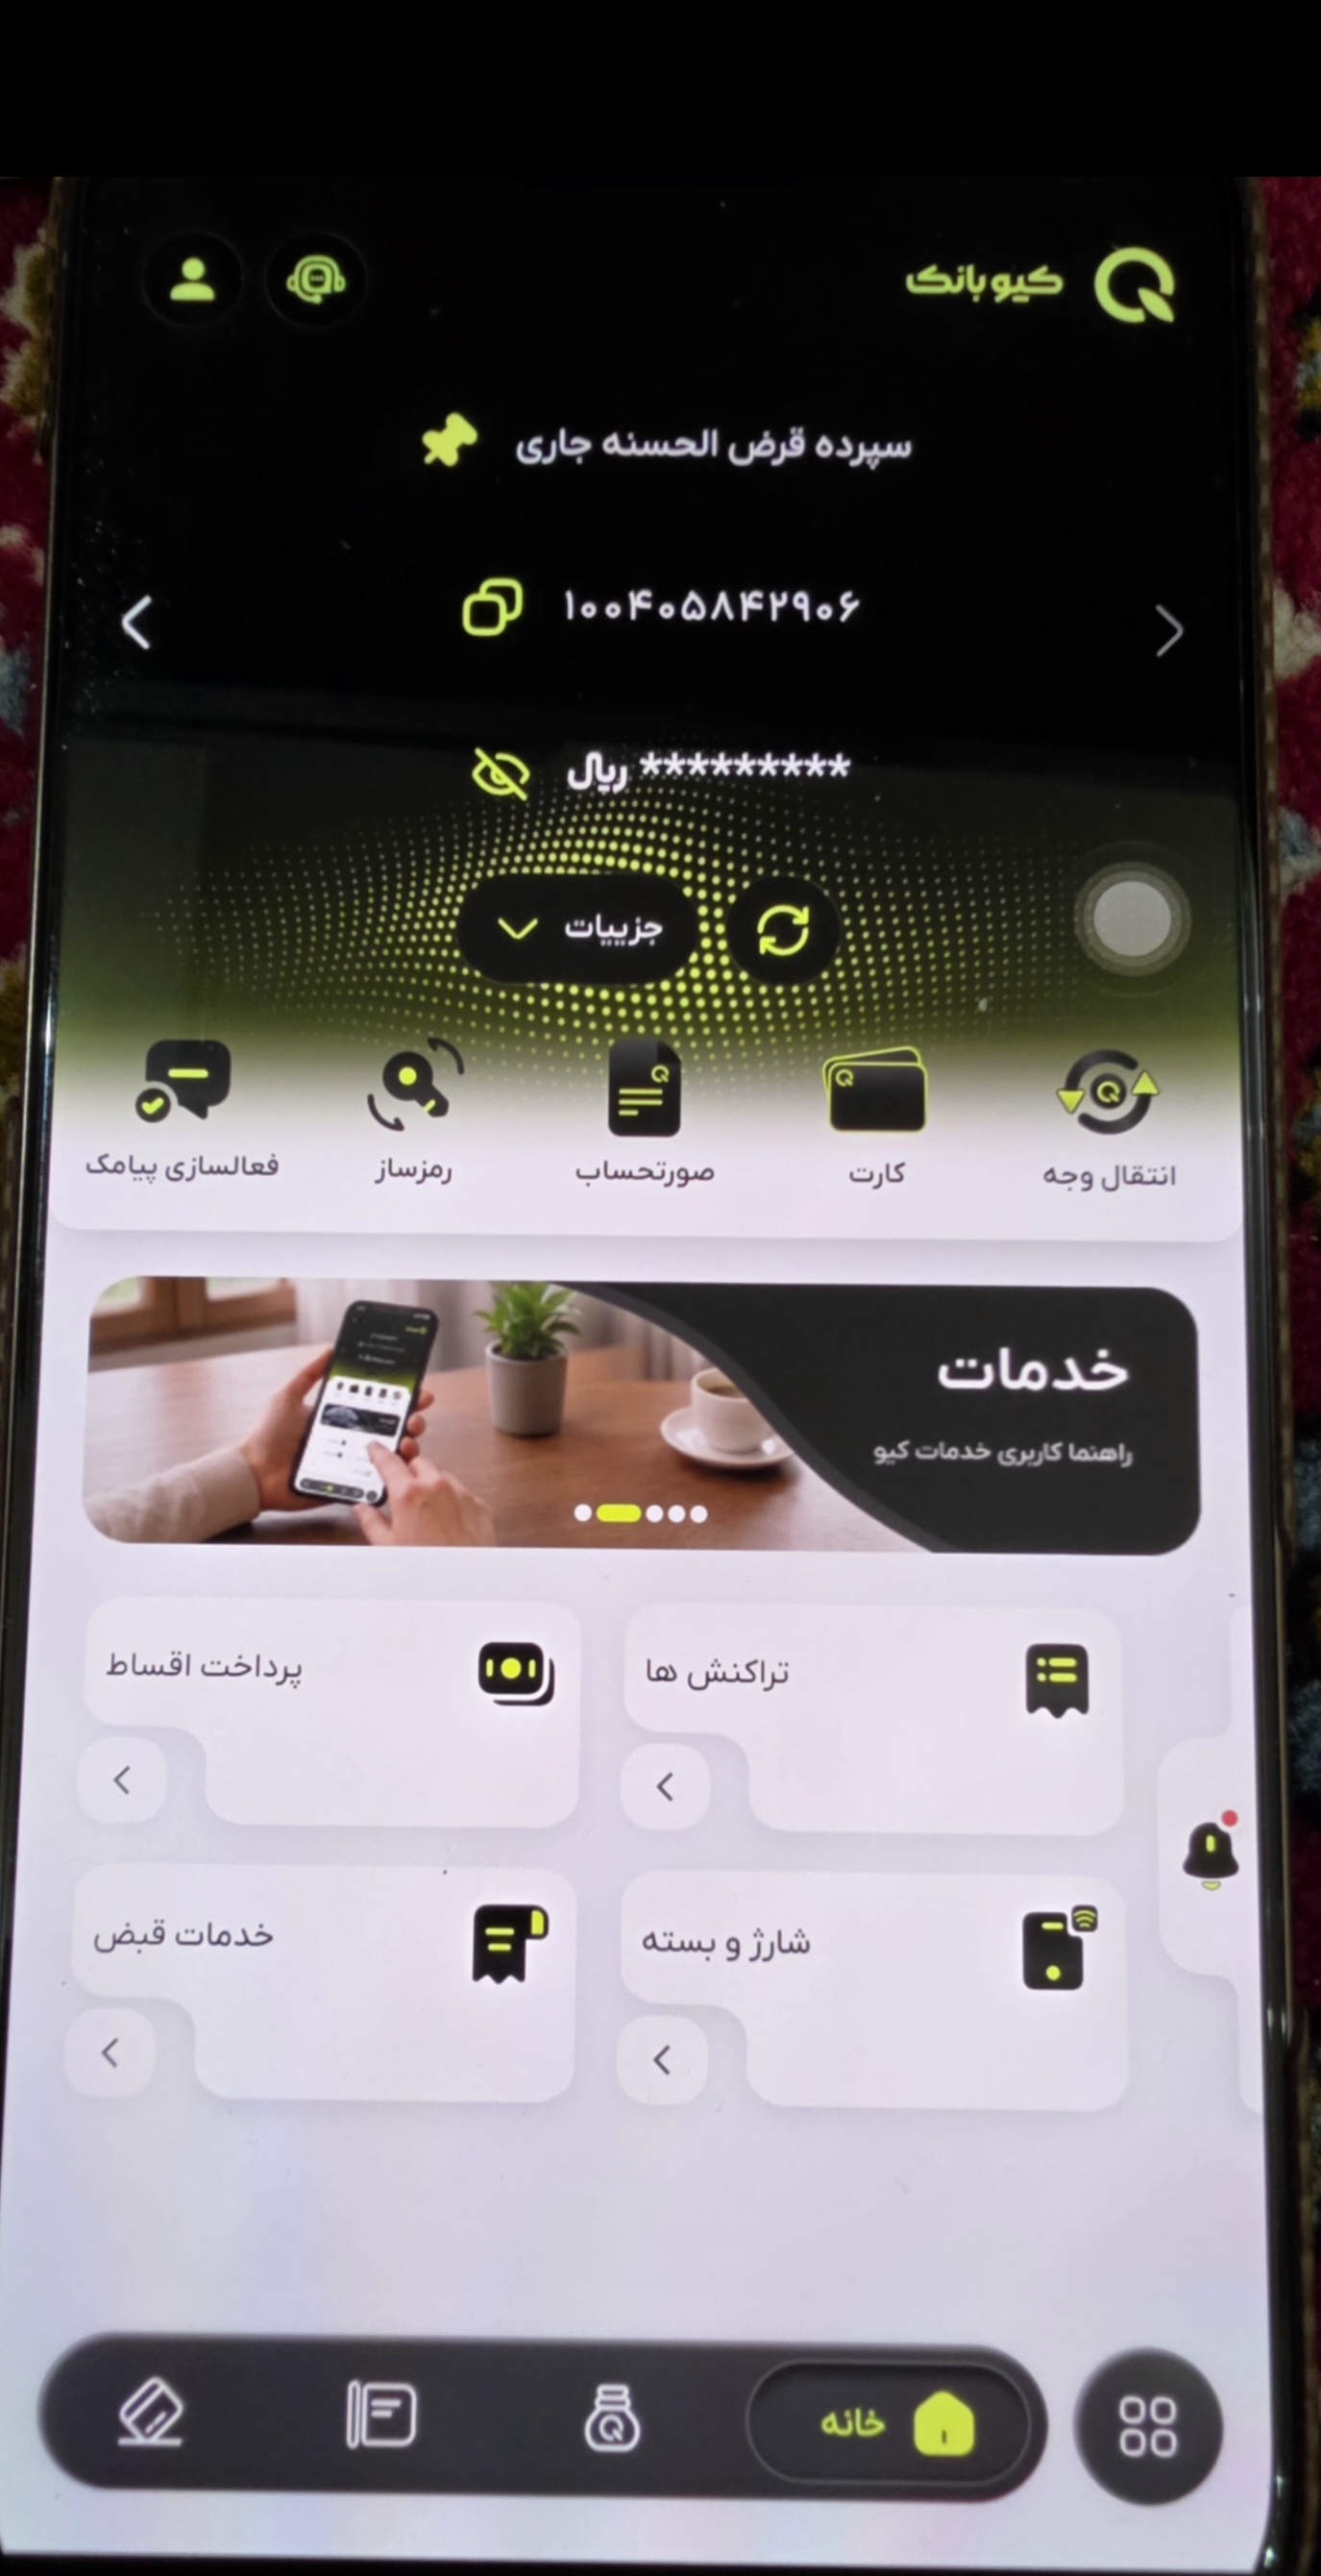 کیو بانک
سپرده قرض الحسنه جاری
۱۰۰۴۰۵۸۴۲۹۰۶
********* ریال
جزییات
انتقال وجه
کارت
صورتحساب
رمزساز
فعالسازی پیامک
خدمات
راهنما کاربری خدمات کیو
تراکنش ها
پرداخت اقساط
شارژ و بسته
خدمات قبض
خانه